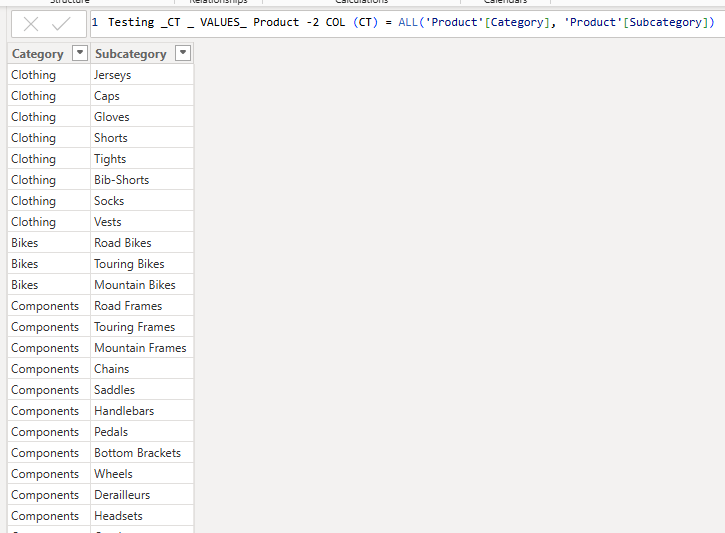 Structure Relationships Calculations Calendars
1 Testing _CT _ VALUES_ Product -2 COL (CT) = ALL('Product'[Category], 'Product'[Subcategory])
Category Subcategory
Clothing Jerseys
Clothing Caps
Clothing Gloves
Clothing Shorts
Clothing Tights
Clothing Bib-Shorts
Clothing Socks
Clothing Vests
Bikes Road Bikes
Bikes Touring Bikes
Bikes Mountain Bikes
Components Road Frames
Components Touring Frames
Components Mountain Frames
Components Chains
Components Saddles
Components Handlebars
Components Pedals
Components Bottom Brackets
Components Wheels
Components Derailleurs
Components Headsets